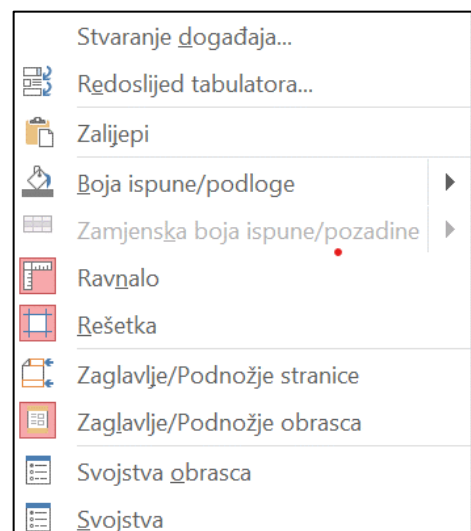 Stvaranje događaja...
Redoslijed tabulatora...
Zalijepi
Boja ispune/podloge
Zamjenska boja ispune/pozadine
Ravnalo
Rešetka
Zaglavlje/Podnožje stranice
Zaglavlje/Podnožje obrasca
Svojstva obrasca
Svojstva